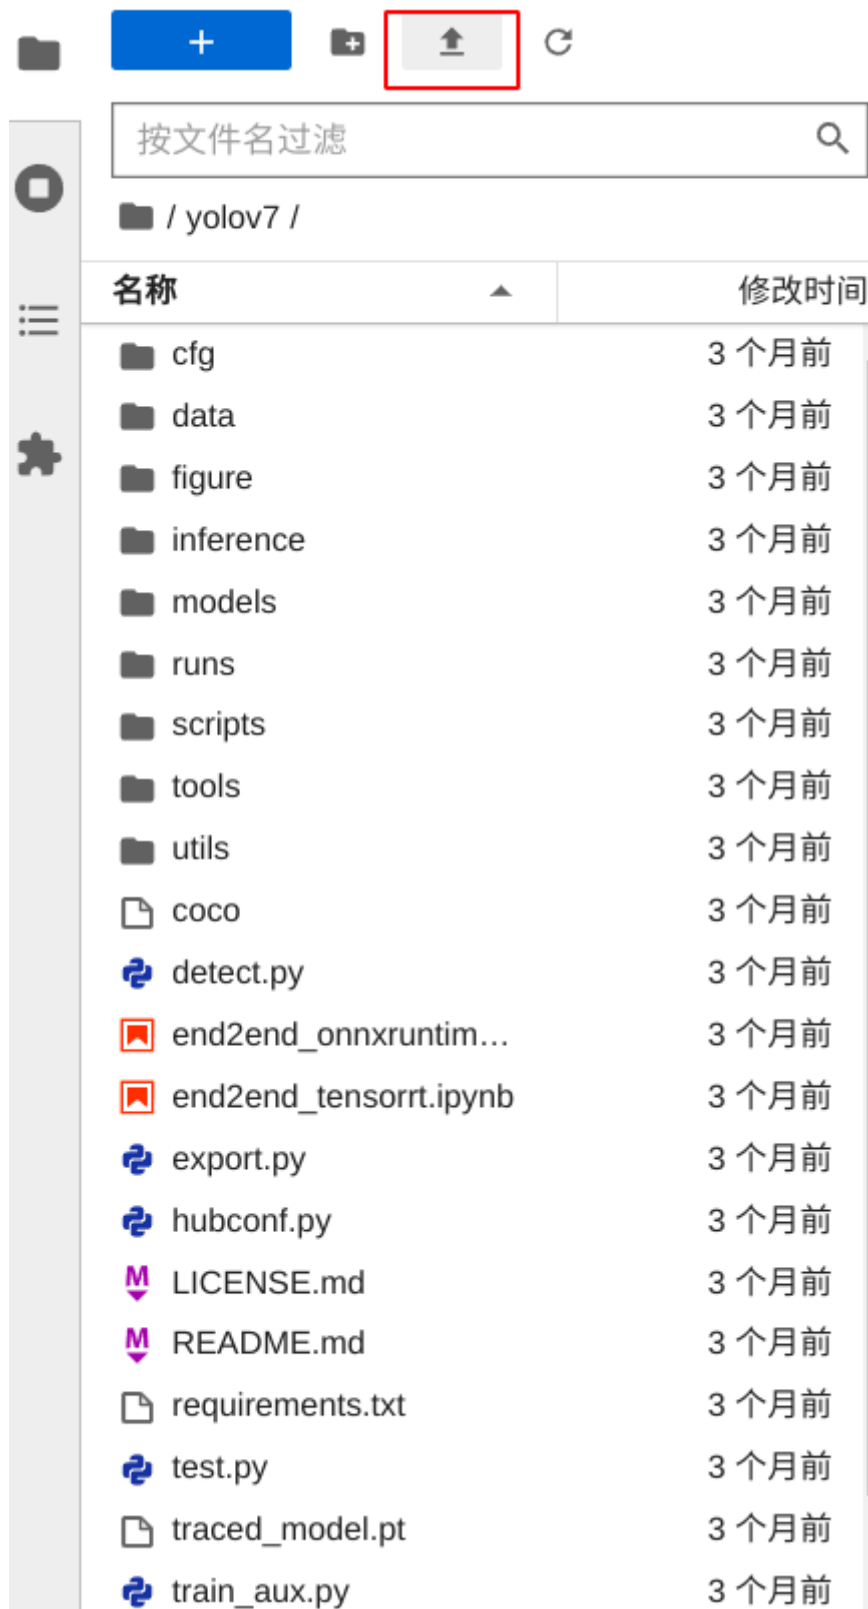 按文件名过滤
/ yolov7 /
名称 修改时间
cfg 3 个月前
data 3 个月前
figure 3 个月前
inference 3 个月前
models 3 个月前
runs 3 个月前
scripts 3 个月前
tools 3 个月前
utils 3 个月前
coco 3 个月前
detect.py 3 个月前
end2end_onnxruntim... 3 个月前
end2end_tensorrt.ipynb 3 个月前
export.py 3 个月前
hubconf.py 3 个月前
LICENSE.md 3 个月前
README.md 3 个月前
requirements.txt 3 个月前
test.py 3 个月前
traced_model.pt 3 个月前
train_aux.py 3 个月前